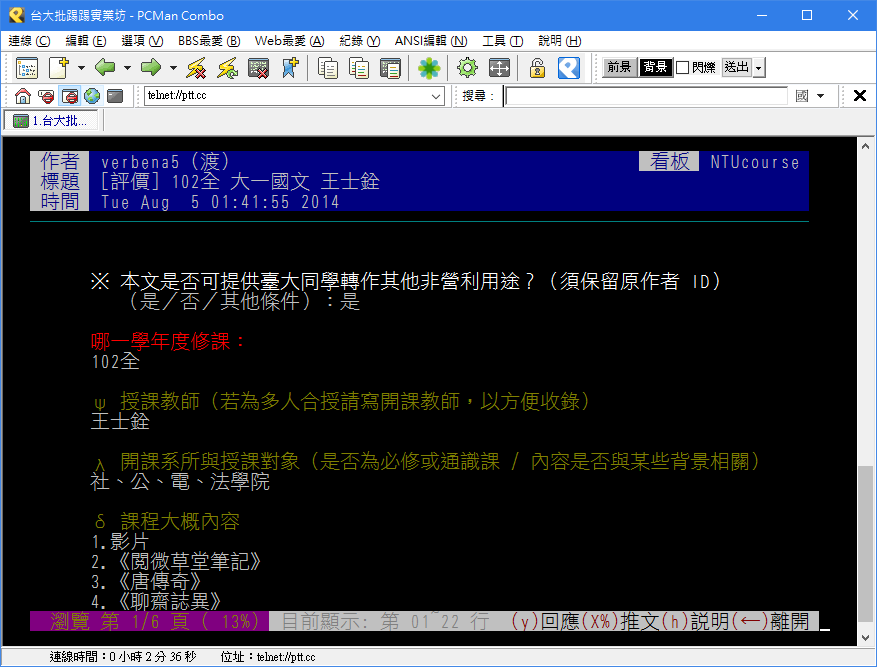 台大批踢踢實業坊 - PCMan Combo
連線 (C) 編輯 (E) 選項 (V) BBS最愛 (B) Web最愛 (A) 紀錄 (Y) ANSI編輯 (N) 工具 (T) 說明 (H)
前景 背景 閃爍 送出
telnet://ptt.cc 搜尋： 國
1.台大批...
作者 verbena5 (渡) 看板 NTUcourse
標題 [評價] 102全 大一國文 王士銓
時間 Tue Aug  5 01:41:55 2014
※ 本文是否可提供臺大同學轉作其他非營利用途？（須保留原作者 ID）
（是／否／其他條件）：是
哪一學年度修課：
102全
ψ 授課教師（若為多人合授請寫開課教師，以方便收錄）
王士銓
λ 開課系所與授課對象（是否為必修或通識課 / 內容是否與某些背景相關）
社、公、電、法學院
δ 課程大概內容
1.影片
2.《閱微草堂筆記》
3.《唐傳奇》
4.《聊齋誌異》
瀏覽 第 1/6 頁 ( 13%) 目前顯示: 第 01~22 行 (y)回應(X%)推文(h)說明(←)離開
連線時間：0 小時 2 分 36 秒 位址：telnet://ptt.cc